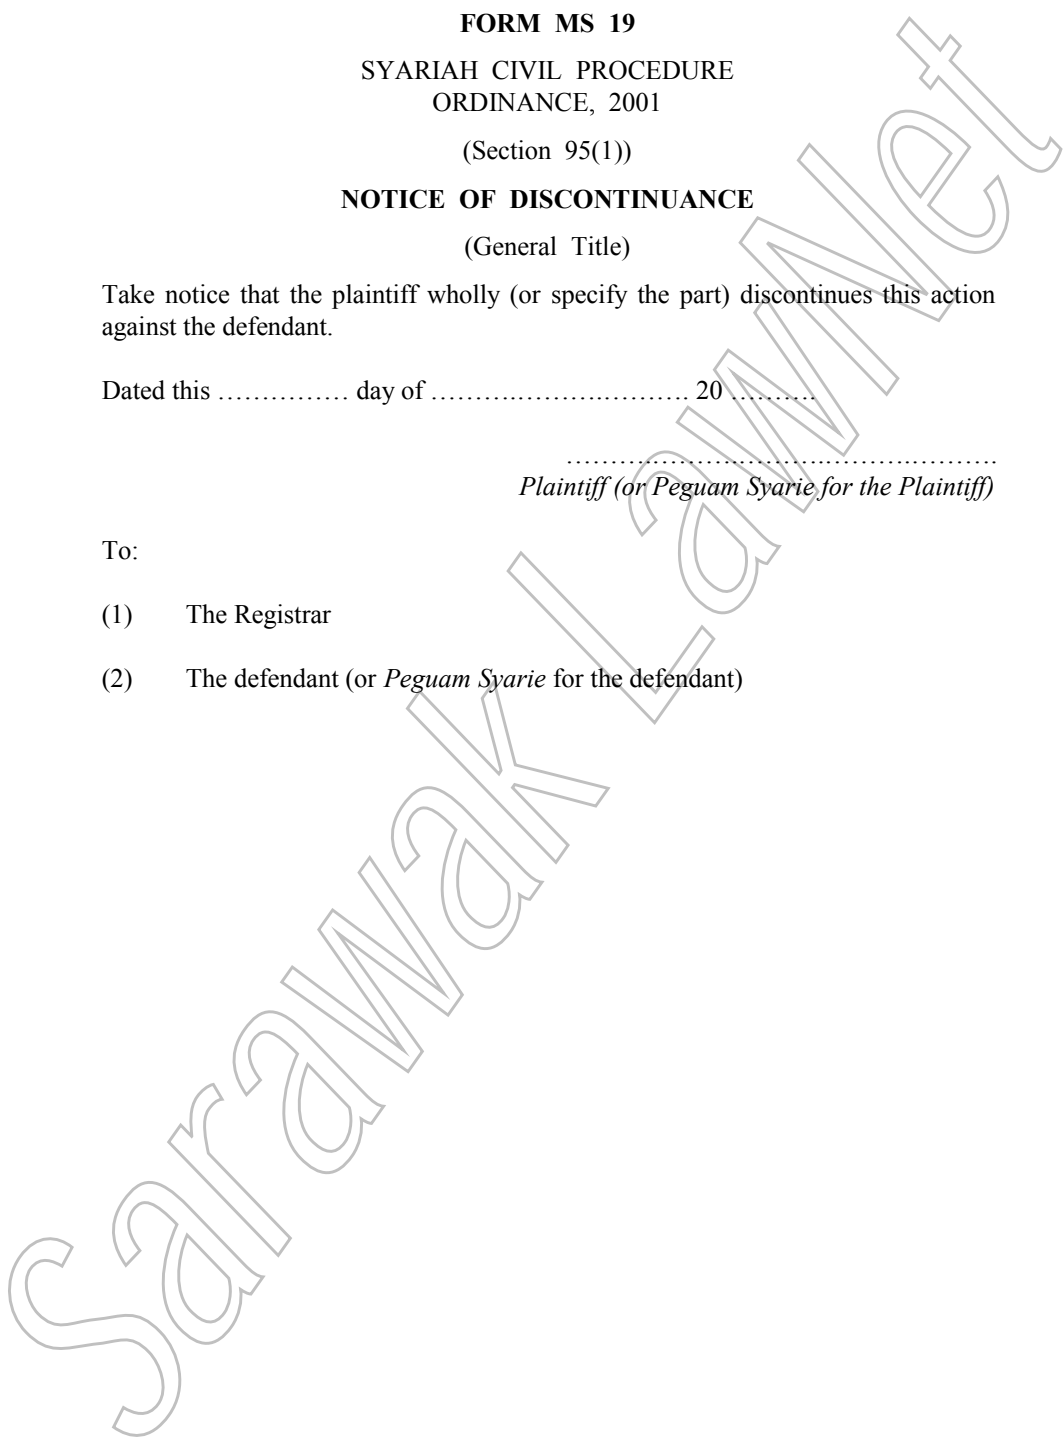 FORM MS 19
SYARIAH CIVIL PROCEDURE
ORDINANCE, 2001
(Section 95(1))
NOTICE OF DISCONTINUANCE
(General Title)
Take notice that the plaintiff wholly (or specify the part) discontinues this action
against the defendant.
Dated this …………… day of ……….……….………. 20 ……….
……….……….……….……….……….
Plaintiff (or Peguam Syarie for the Plaintiff)
To:
(1) The Registrar
(2) The defendant (or Peguam Syarie for the defendant)
Sarawak LawNet